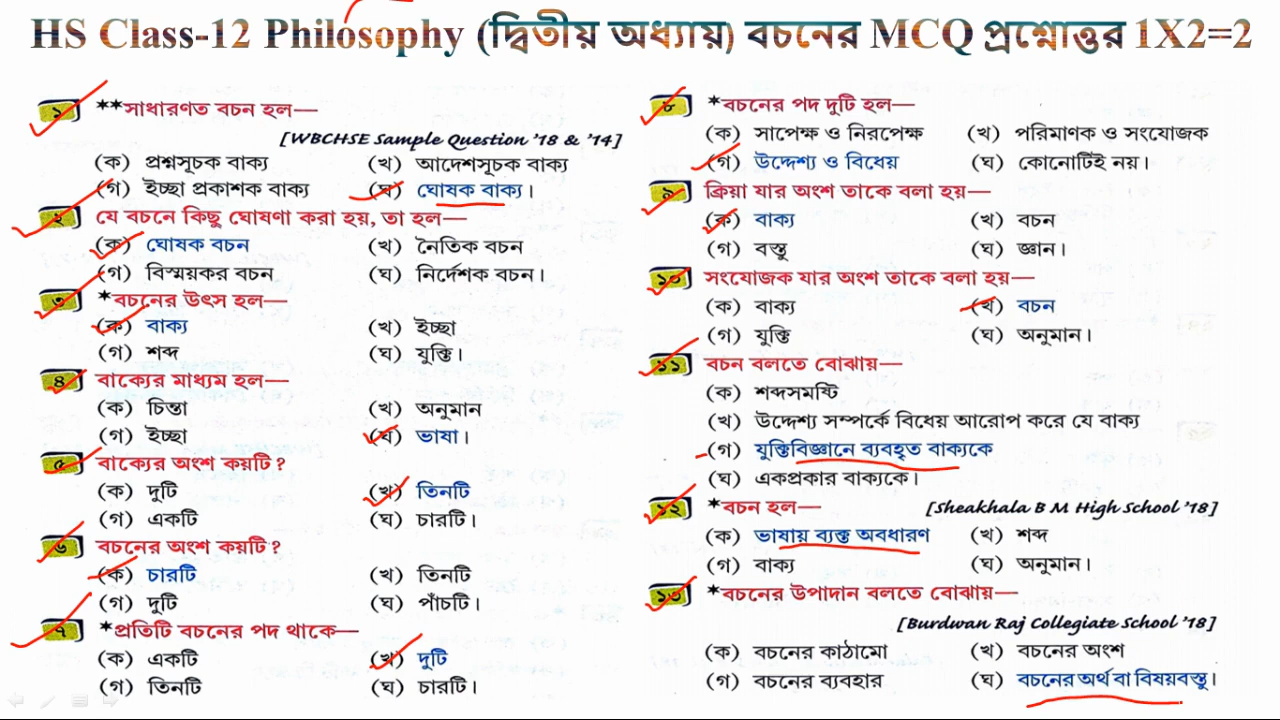 HS Class-12 Philosophy (দ্বিতীয় অধ্যায়) বচনের MCQ প্রশ্নোত্তর 1X2=2
১ **সাধারণত বচন হল—
[WBCHSE Sample Question '18 & '14]
(ক) প্রশ্নসূচক বাক্য (খ) আদেশসূচক বাক্য
(গ) ইচ্ছা প্রকাশক বাক্য (ঘ) ঘোষক বাক্য।
২ যে বচনে কিছু ঘোষণা করা হয়, তা হল—
(ক) ঘোষক বচন (খ) নৈতিক বচন
(গ) বিস্ময়কর বচন (ঘ) নির্দেশক বচন।
৩ *বচনের উৎস হল—
(ক) বাক্য (খ) ইচ্ছা
(গ) শব্দ (ঘ) যুক্তি।
৪ বাক্যের মাধ্যম হল—
(ক) চিন্তা (খ) অনুমান
(গ) ইচ্ছা (ঘ) ভাষা।
৫ বাক্যের অংশ কয়টি?
(ক) দুটি (খ) তিনটি
(গ) একটি (ঘ) চারটি।
৬ বচনের অংশ কয়টি?
(ক) চারটি (খ) তিনটি
(গ) দুটি (ঘ) পাঁচটি।
৭ *প্রতিটি বচনের পদ থাকে—
(ক) একটি (খ) দুটি
(গ) তিনটি (ঘ) চারটি।
৮ *বচনের পদ দুটি হল—
(ক) সাপেক্ষ ও নিরপেক্ষ (খ) পরিমাণক ও সংযোজক
(গ) উদ্দেশ্য ও বিধেয় (ঘ) কোনোটিই নয়।
৯ ক্রিয়া যার অংশ তাকে বলা হয়—
(ক) বাক্য (খ) বচন
(গ) বস্তু (ঘ) জ্ঞান।
১০ সংযোজক যার অংশ তাকে বলা হয়—
(ক) বাক্য (খ) বচন
(গ) যুক্তি (ঘ) অনুমান।
১১ বচন বলতে বোঝায়—
(ক) শব্দসমষ্টি
(খ) উদ্দেশ্য সম্পর্কে বিধেয় আরোপ করে যে বাক্য
(গ) যুক্তিবিজ্ঞানে ব্যবহৃত বাক্যকে
(ঘ) একপ্রকার বাক্যকে।
১২ *বচন হল— [Sheakhala B M High School '18]
(ক) ভাষায় ব্যক্ত অবধারণ (খ) শব্দ
(গ) বাক্য (ঘ) অনুমান।
১৩ *বচনের উপাদান বলতে বোঝায়—
[Burdwan Raj Collegiate School '18]
(ক) বচনের কাঠামো (খ) বচনের অংশ
(গ) বচনের ব্যবহার (ঘ) বচনের অর্থ বা বিষয়বস্তু।